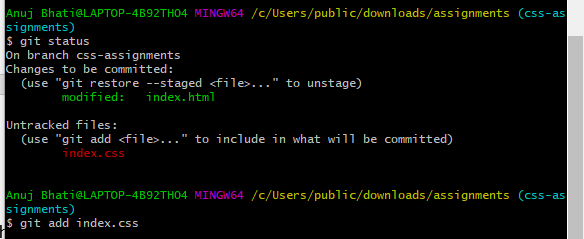 Anuj Bhati@LAPTOP-4B92TH04 MINGW64 /c/Users/public/downloads/assignments (css-as
signments)
$ git status
On branch css-assignments
Changes to be committed:
  (use "git restore --staged <file>..." to unstage)
        modified:   index.html

Untracked files:
  (use "git add <file>..." to include in what will be committed)
        index.css

Anuj Bhati@LAPTOP-4B92TH04 MINGW64 /c/Users/public/downloads/assignments (css-as
signments)
$ git add index.css